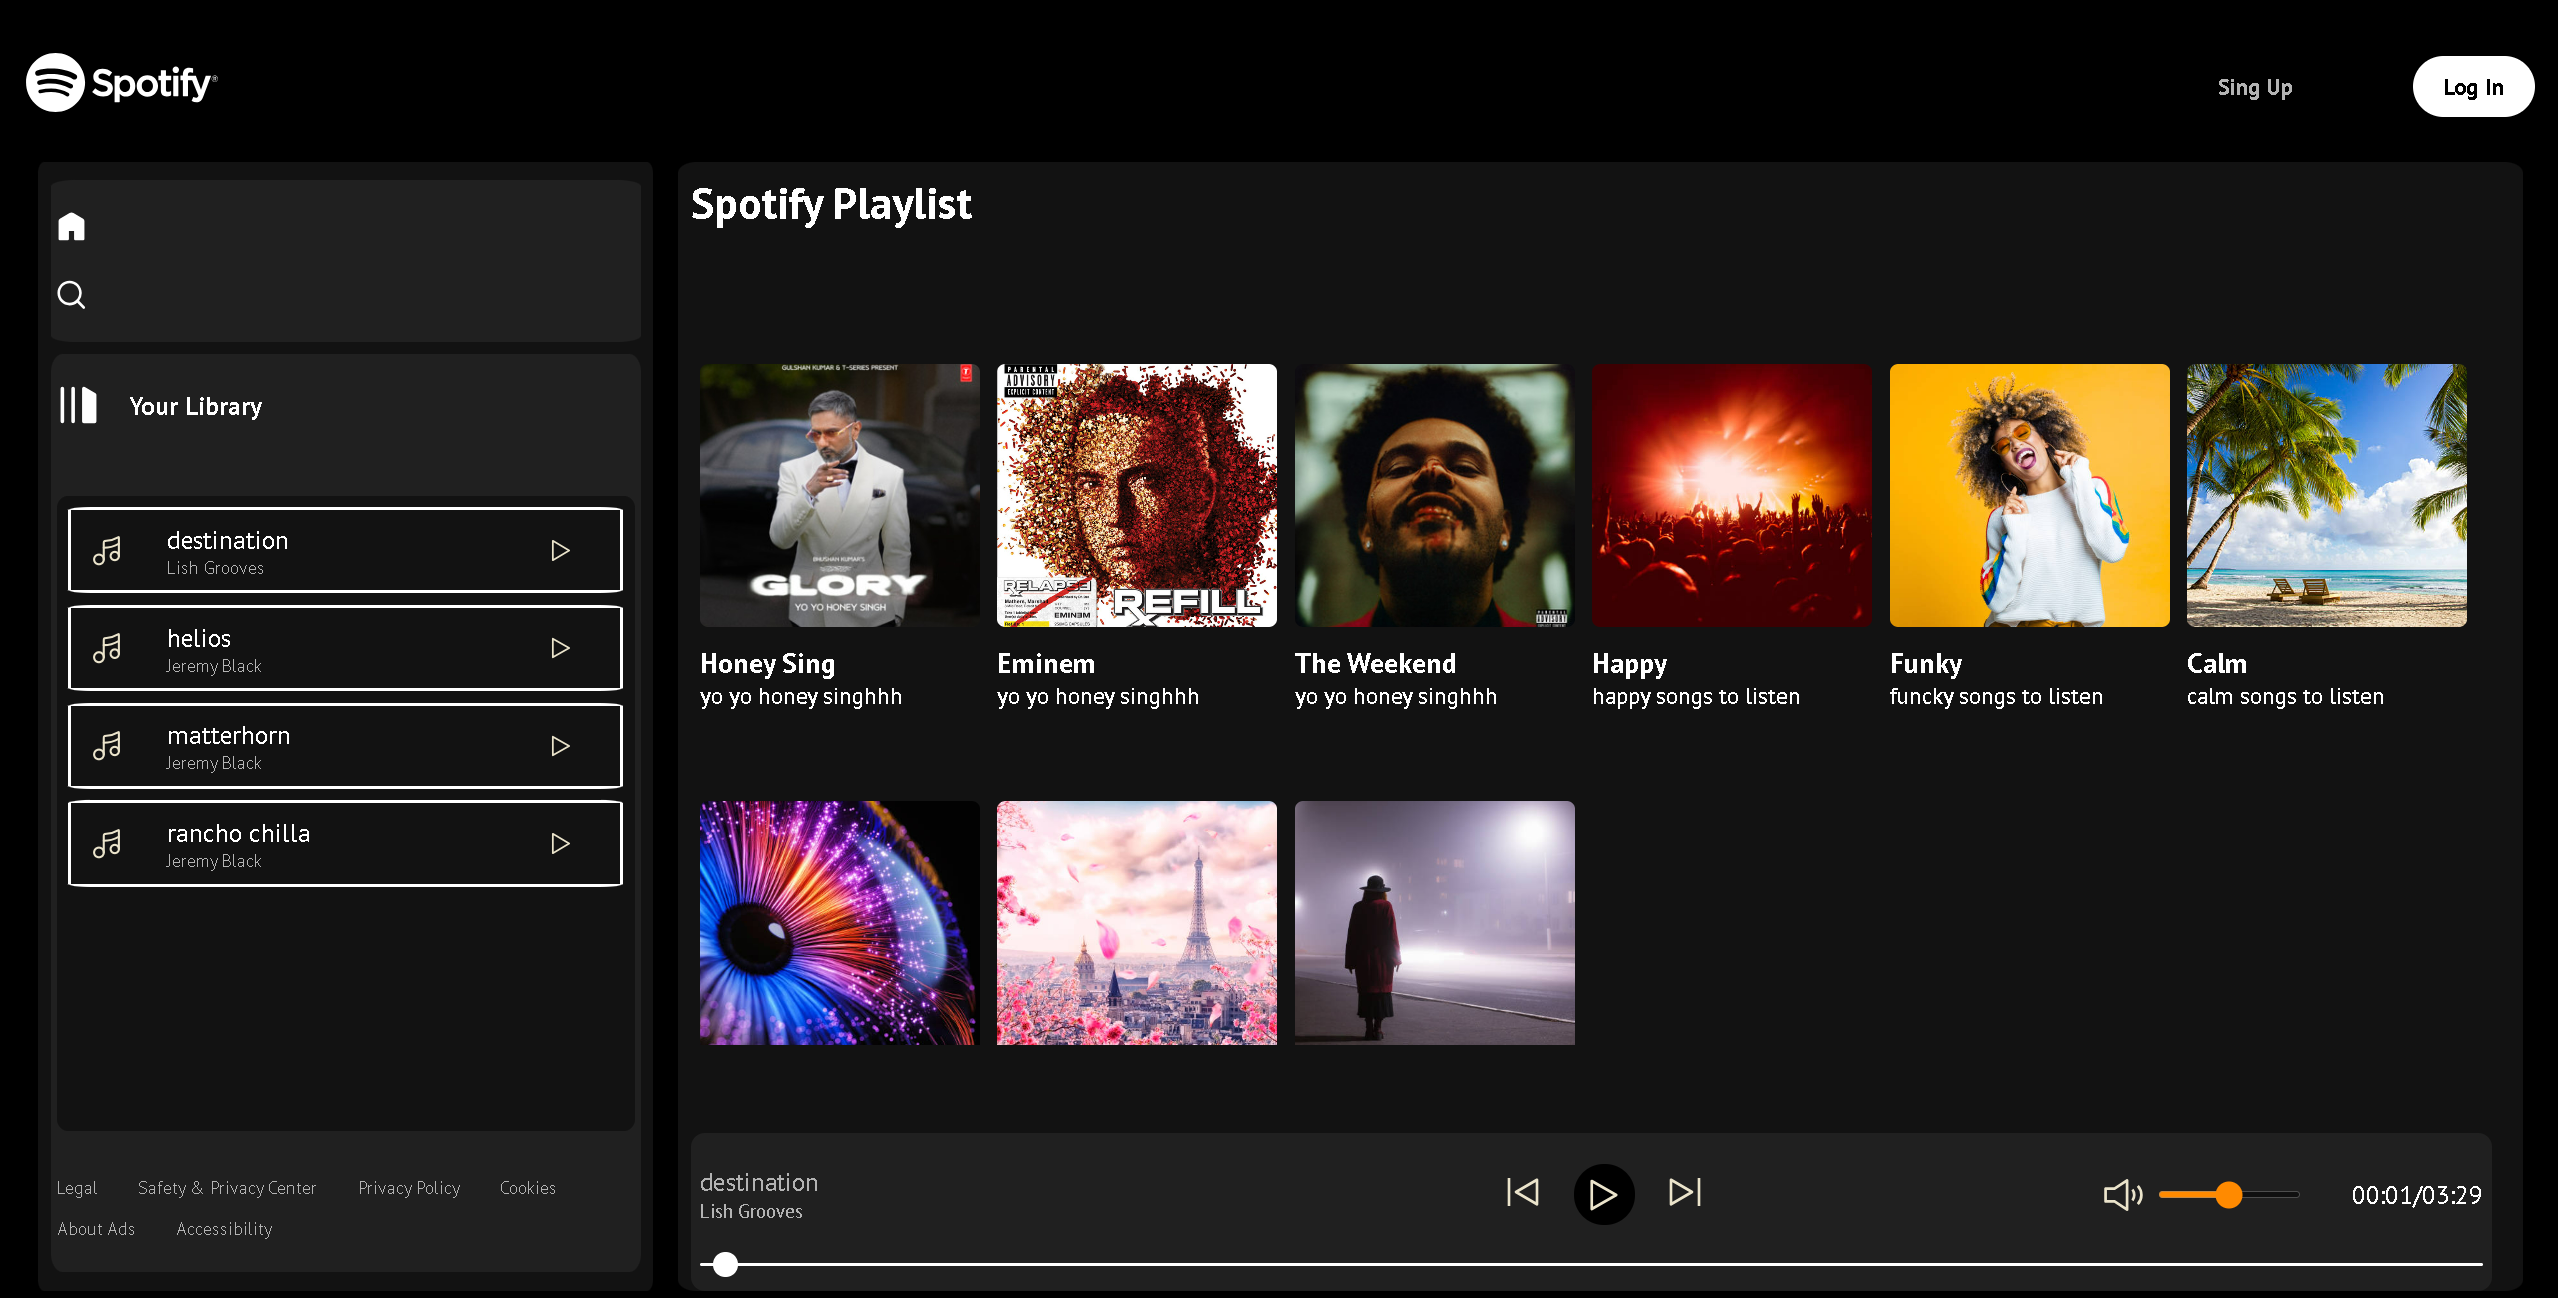 Spotify®
Sing Up
Log In
Your Library
destination
Lish Grooves
helios
Jeremy Black
matterhorn
Jeremy Black
rancho chilla
Jeremy Black
Legal Safety & Privacy Center Privacy Policy Cookies
About Ads Accessibility
Spotify Playlist
GULSHAN KUMAR & T-SERIES PRESENT
T
BHUSHAN KUMAR'S
GLORY
YO YO HONEY SINGH
PARENTAL
ADVISORY
EXPLICIT CONTENT
RELAPSE
EMINEM
REFILL
ADVISORY
Honey Sing
yo yo honey singhhh
Eminem
yo yo honey singhhh
The Weekend
yo yo honey singhhh
Happy
happy songs to listen
Funky
funcky songs to listen
Calm
calm songs to listen
destination
Lish Grooves
00:01/03:29